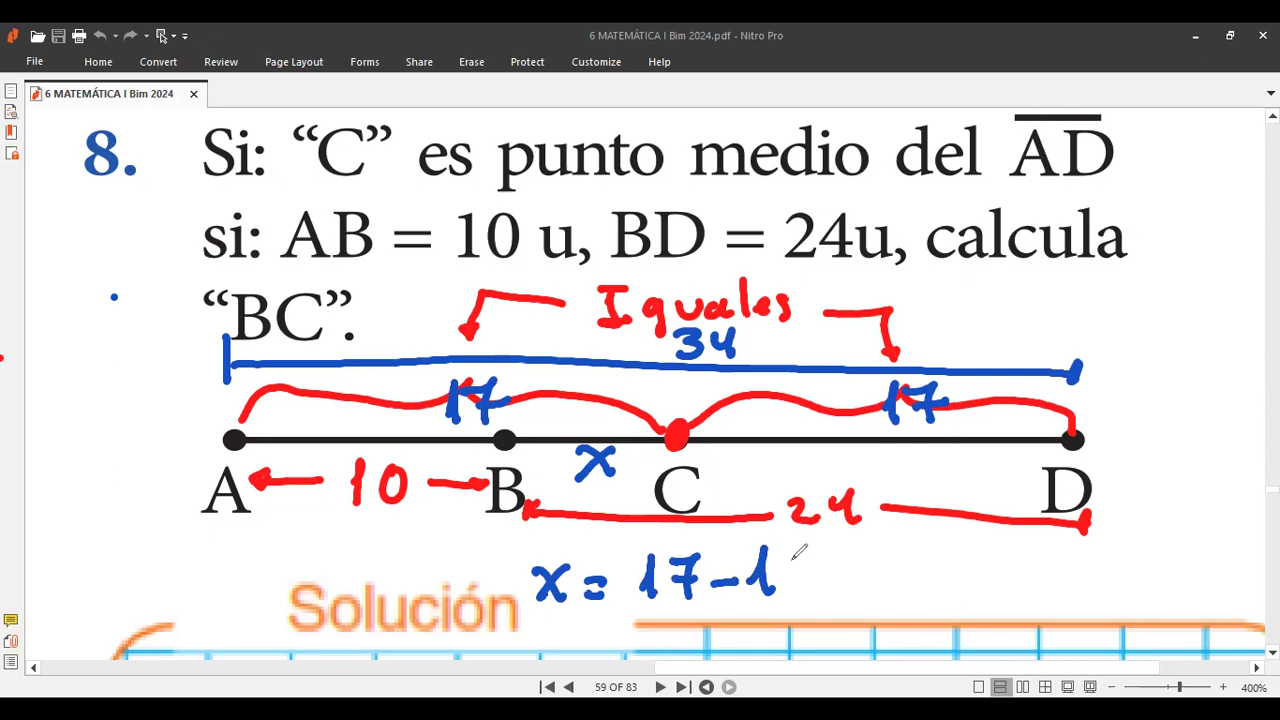 6 MATEMÁTICA I Bim 2024.pdf - Nitro Pro
File Home Convert Review Page Layout Forms Share Erase Protect Customize Help
6 MATEMÁTICA I Bim 2024
8. Si: “C” es punto medio del AD
si: AB = 10 u, BD = 24u, calcula
“BC”.
Iguales
34
17 17
x
A 10 B C D
24
x = 17 - 1
Solución
59 OF 83
400%